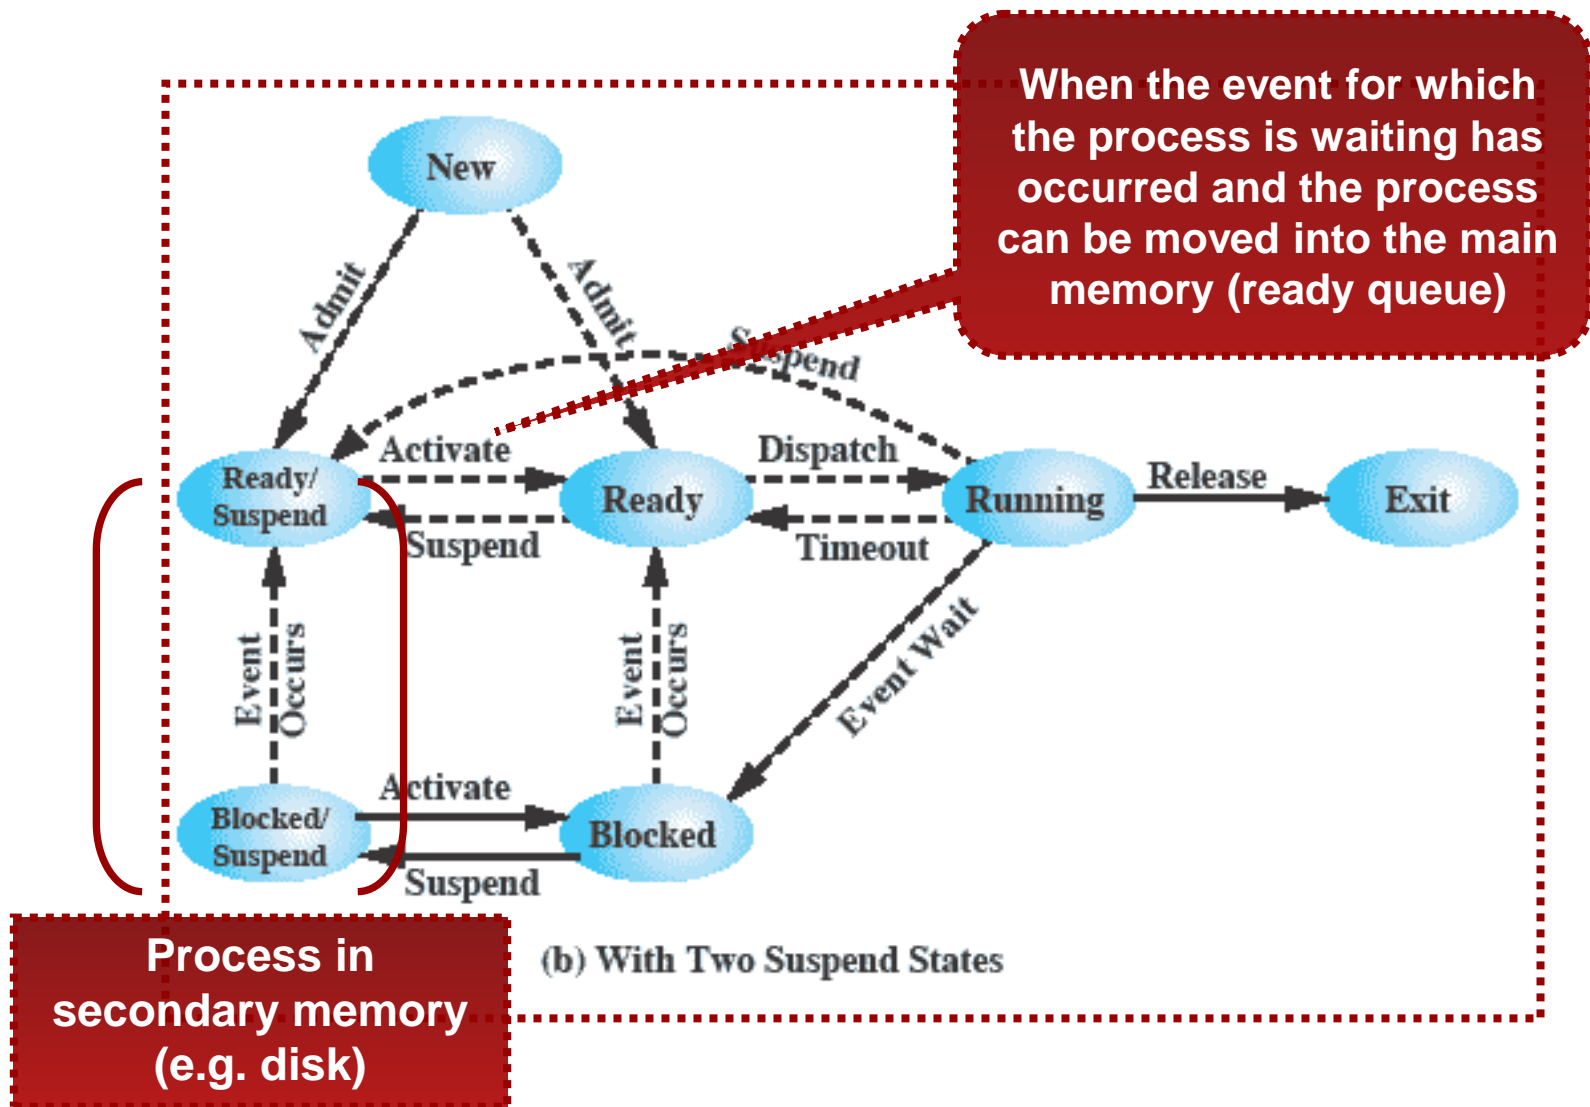 When the event for which
the process is waiting has
occurred and the process
can be moved into the main
memory (ready queue)
New
Admit
Admit
Suspend
Activate
Dispatch
Ready/
Suspend
Ready
Running
Release
Exit
Suspend
Timeout
Event
Occurs
Event
Occurs
Event Wait
Activate
Blocked/
Suspend
Blocked
Suspend
Process in
secondary memory
(e.g. disk)
(b) With Two Suspend States